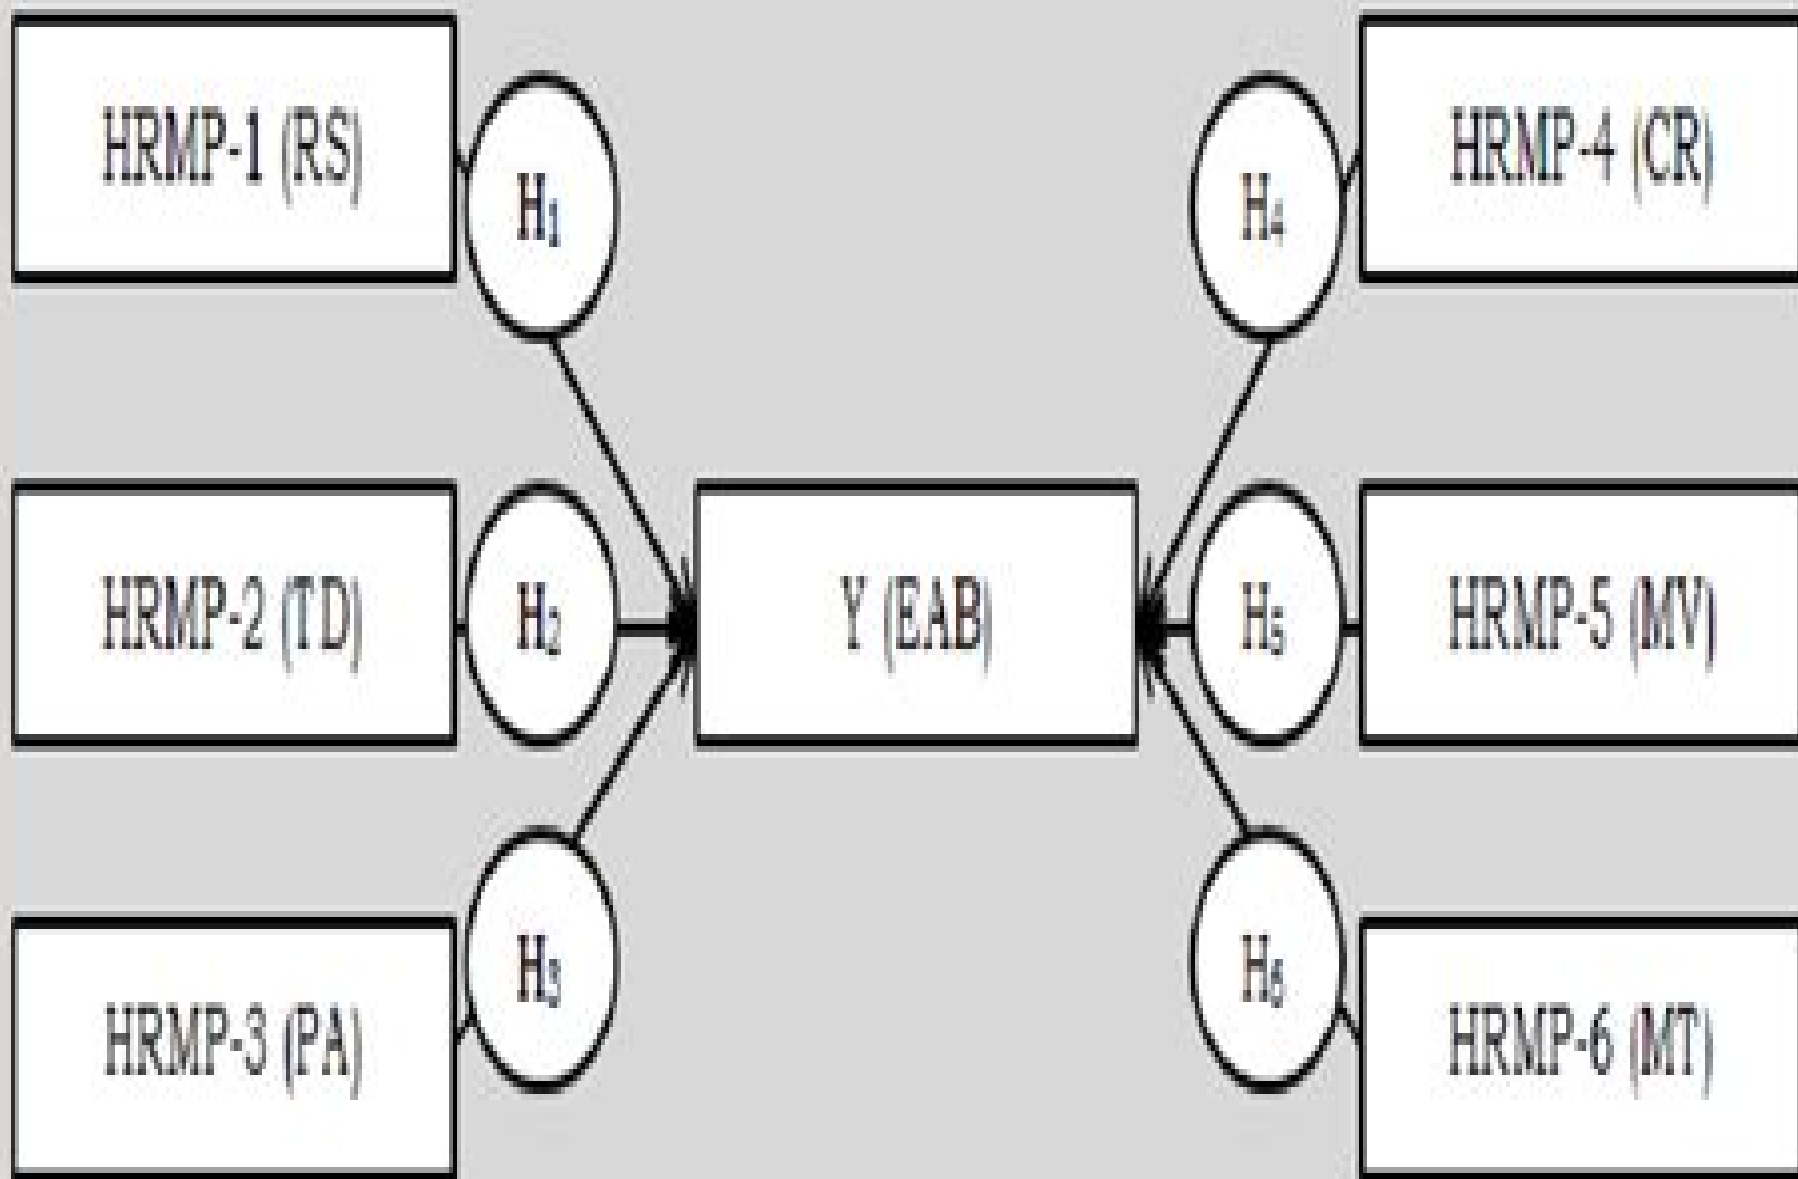 HRMP-1 (RS)
H₁
H₄
HRMP-4 (CR)
HRMP-2 (TD)
H₂
Y (EAB)
H₅
HRMP-5 (MV)
HRMP-3 (PA)
H₃
H₆
HRMP-6 (MT)